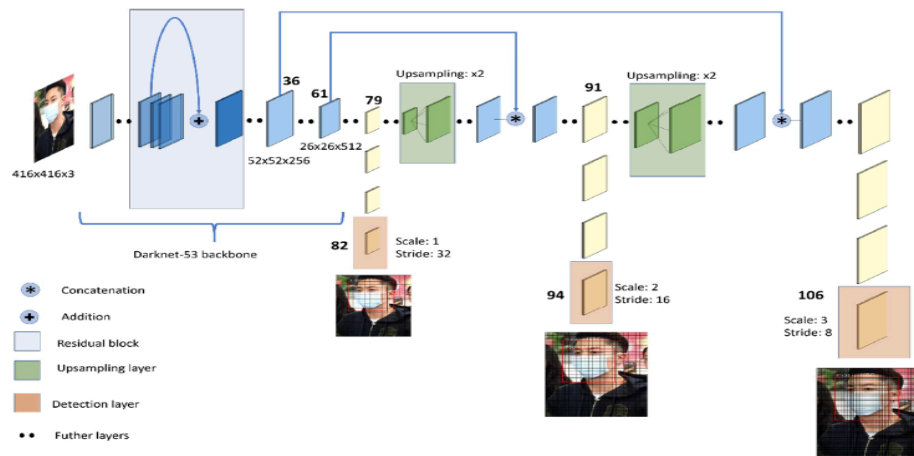 36
61
79
Upsampling: x2
91
Upsampling: x2
416x416x3
52x52x256
26x26x512
Darknet-53 backbone
82
Scale: 1
Stride: 32
94
Scale: 2
Stride: 16
106
Scale: 3
Stride: 8
Concatenation
Addition
Residual block
Upsampling layer
Detection layer
Futher layers